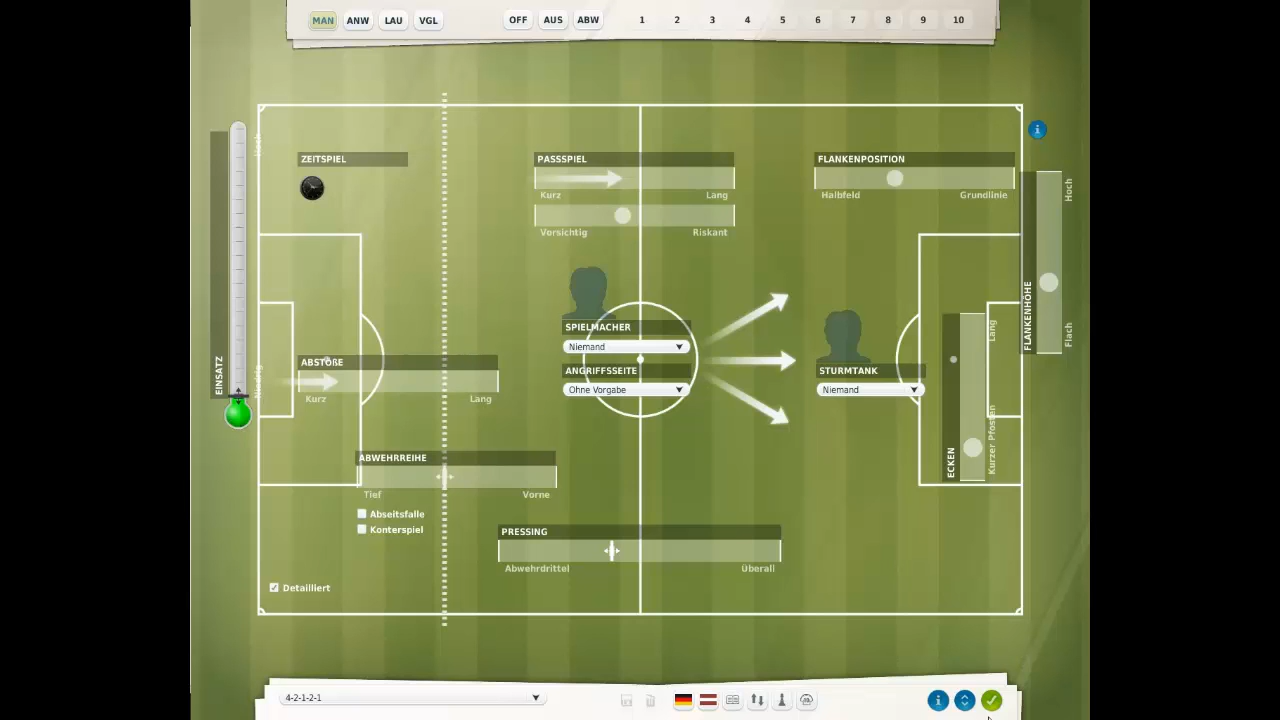 MAN ANW LAU VGL OFF AUS ABW 1 2 3 4 5 6 7 8 9 10
Hoch
EINSATZ
Niedrig
ZEITSPIEL
PASSSPIEL
Kurz Lang
Vorsichtig Riskant
FLANKENPOSITION
Halbfeld Grundlinie
Hoch
FLANKENHÖHE
Flach
SPIELMACHER
Niemand
ANGRIFFSSEITE
Ohne Vorgabe
STURMTANK
Niemand
Lang
ECKEN
Kurzer Pfosten
ABSTÖßE
Kurz Lang
ABWEHRREIHE
Tief Vorne
Abseitsfalle
Konterspiel
PRESSING
Abwehrdrittel Überall
Detailliert
4-2-1-2-1